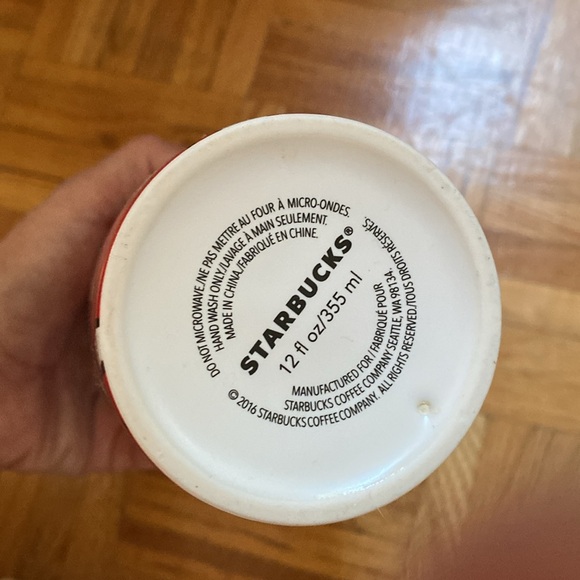 DO NOT MICROWAVE./NE PAS METTRE AU FOUR À MICRO-ONDES.
HAND WASH ONLY./LAVAGE À MAIN SEULEMENT.
MADE IN CHINA./FABRIQUÉ EN CHINE.
STARBUCKS®
12 fl oz/355 ml
MANUFACTURED FOR / FABRIQUÉ POUR
STARBUCKS COFFEE COMPANY SEATTLE, WA 98134.
© 2016 STARBUCKS COFFEE COMPANY. ALL RIGHTS RESERVED./TOUS DROITS RÉSERVÉS.